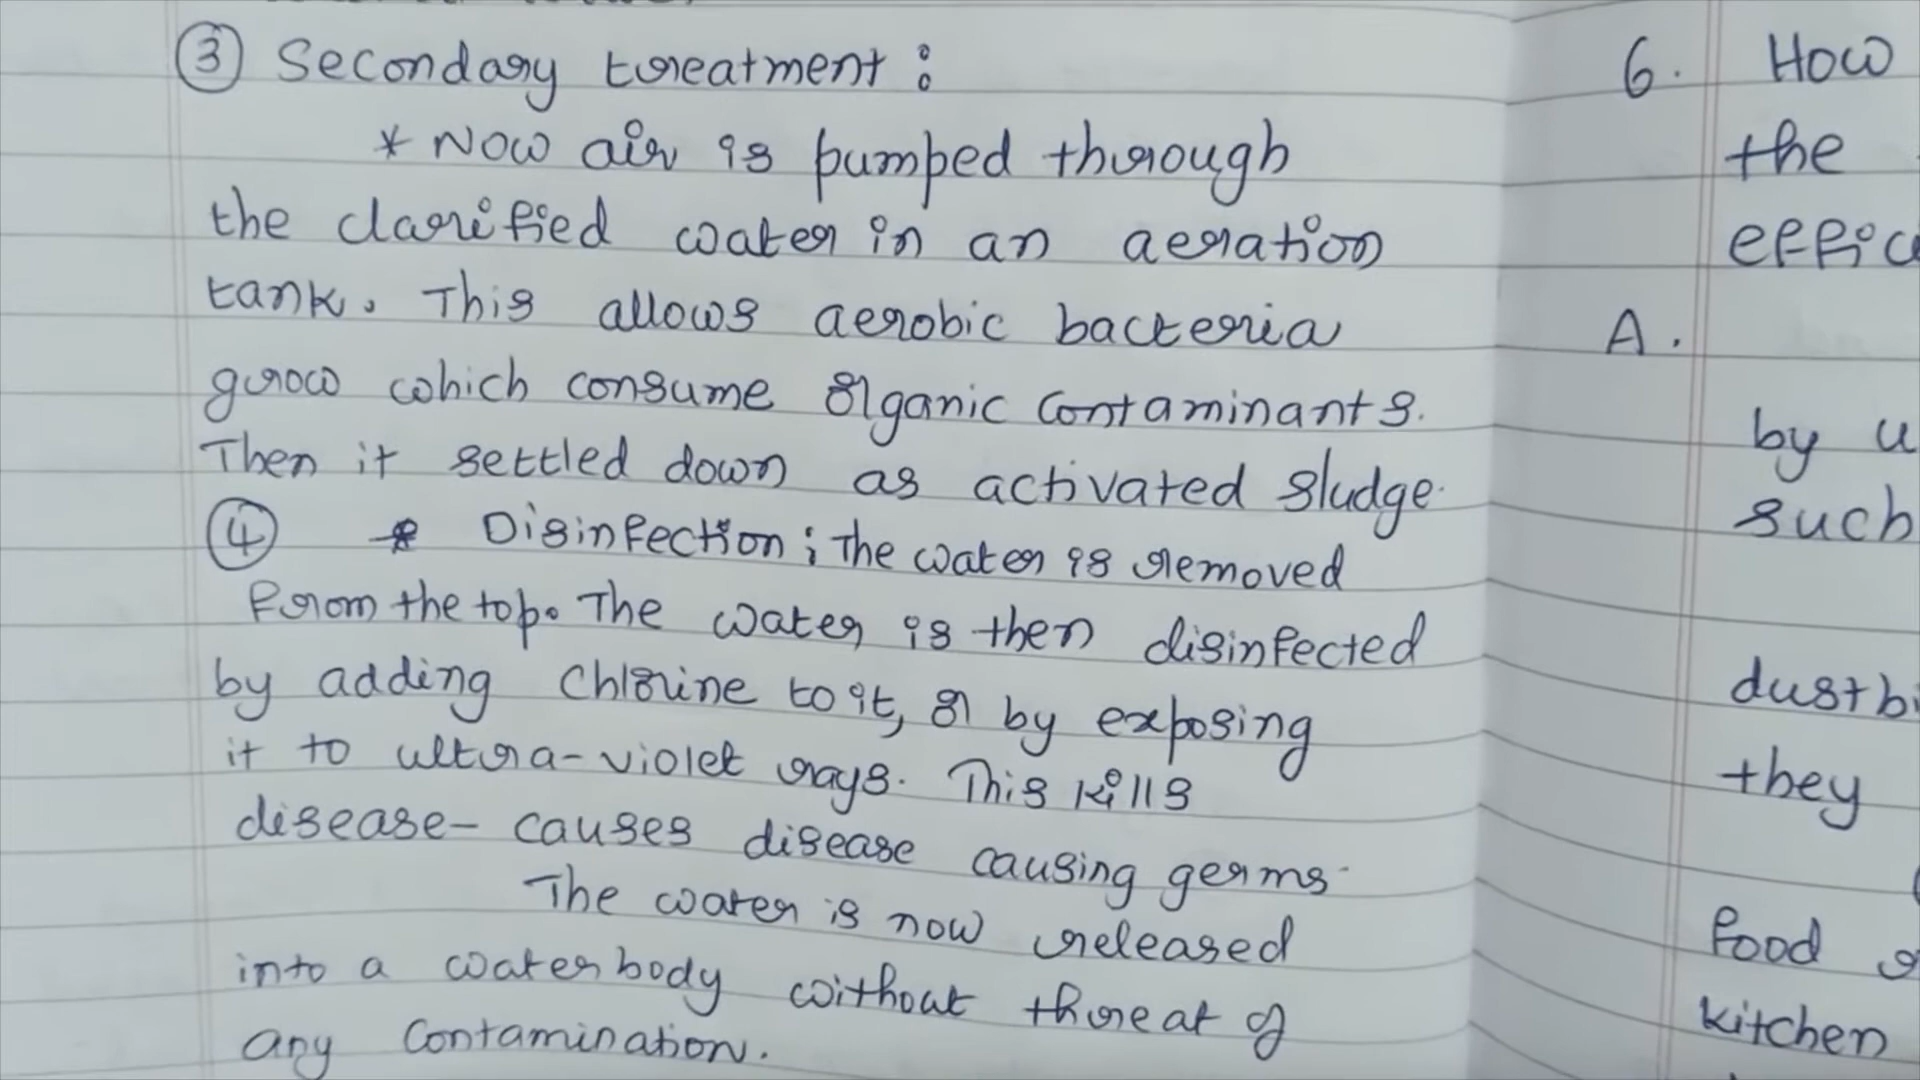 ③ Secondary treatment :
* Now air is pumped through
the clarified water in an aeration
tank. This allows aerobic bacteria
grow which consume organic contaminants.
Then it settled down as activated sludge.
④ * Disinfection ; The water is removed
from the top. The water is then disinfected
by adding Chlorine to it, or by exposing
it to ultra-violet rays. This kills
disease- causes disease causing germs.
The water is now released
into a water body without threat of
any Contamination.
6. How
the
effic
A.
by u
such
dustbi
they
food
kitchen